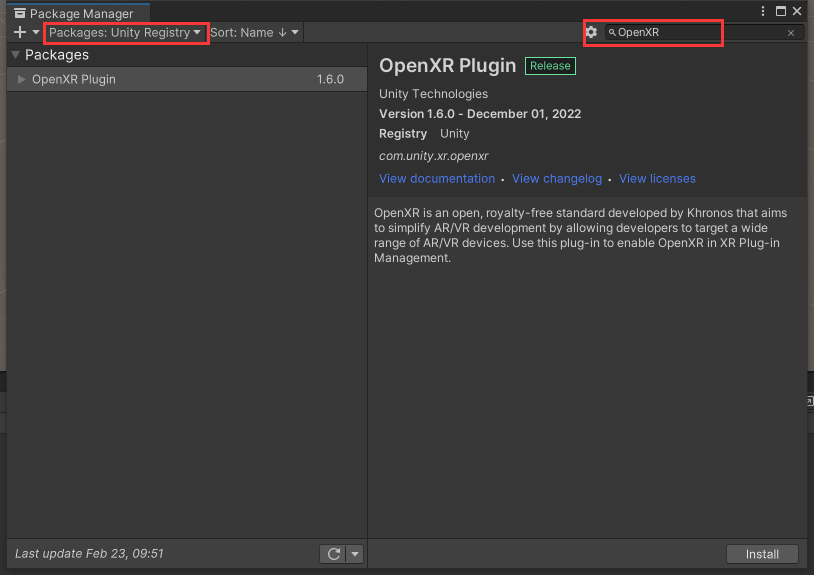 Package Manager
Packages: Unity Registry
Sort: Name ↓
OpenXR
Packages
OpenXR Plugin 1.6.0
OpenXR Plugin Release
Unity Technologies
Version 1.6.0 - December 01, 2022
Registry Unity
com.unity.xr.openxr
View documentation • View changelog • View licenses
OpenXR is an open, royalty-free standard developed by Khronos that aims
to simplify AR/VR development by allowing developers to target a wide
range of AR/VR devices. Use this plug-in to enable OpenXR in XR Plug-in
Management.
Last update Feb 23, 09:51
Install